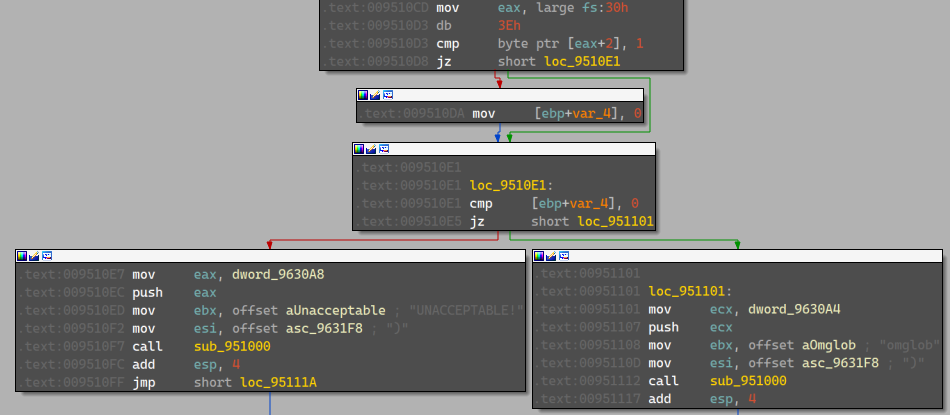 .text:009510CD mov eax, large fs:30h
.text:009510D3 db 3Eh
.text:009510D3 cmp byte ptr [eax+2], 1
.text:009510D8 jz short loc_9510E1
.text:009510DA mov [ebp+var_4], 0
.text:009510E1
.text:009510E1 loc_9510E1:
.text:009510E1 cmp [ebp+var_4], 0
.text:009510E5 jz short loc_951101
.text:009510E7 mov eax, dword_9630A8
.text:009510EC push eax
.text:009510ED mov ebx, offset aUnacceptable ; "UNACCEPTABLE!"
.text:009510F2 mov esi, offset asc_9631F8 ; ")"
.text:009510F7 call sub_951000
.text:009510FC add esp, 4
.text:009510FF jmp short loc_95111A
.text:00951101
.text:00951101 loc_951101:
.text:00951101 mov ecx, dword_9630A4
.text:00951107 push ecx
.text:00951108 mov ebx, offset aOmglob ; "omglob"
.text:0095110D mov esi, offset asc_9631F8 ; ")"
.text:00951112 call sub_951000
.text:00951117 add esp, 4